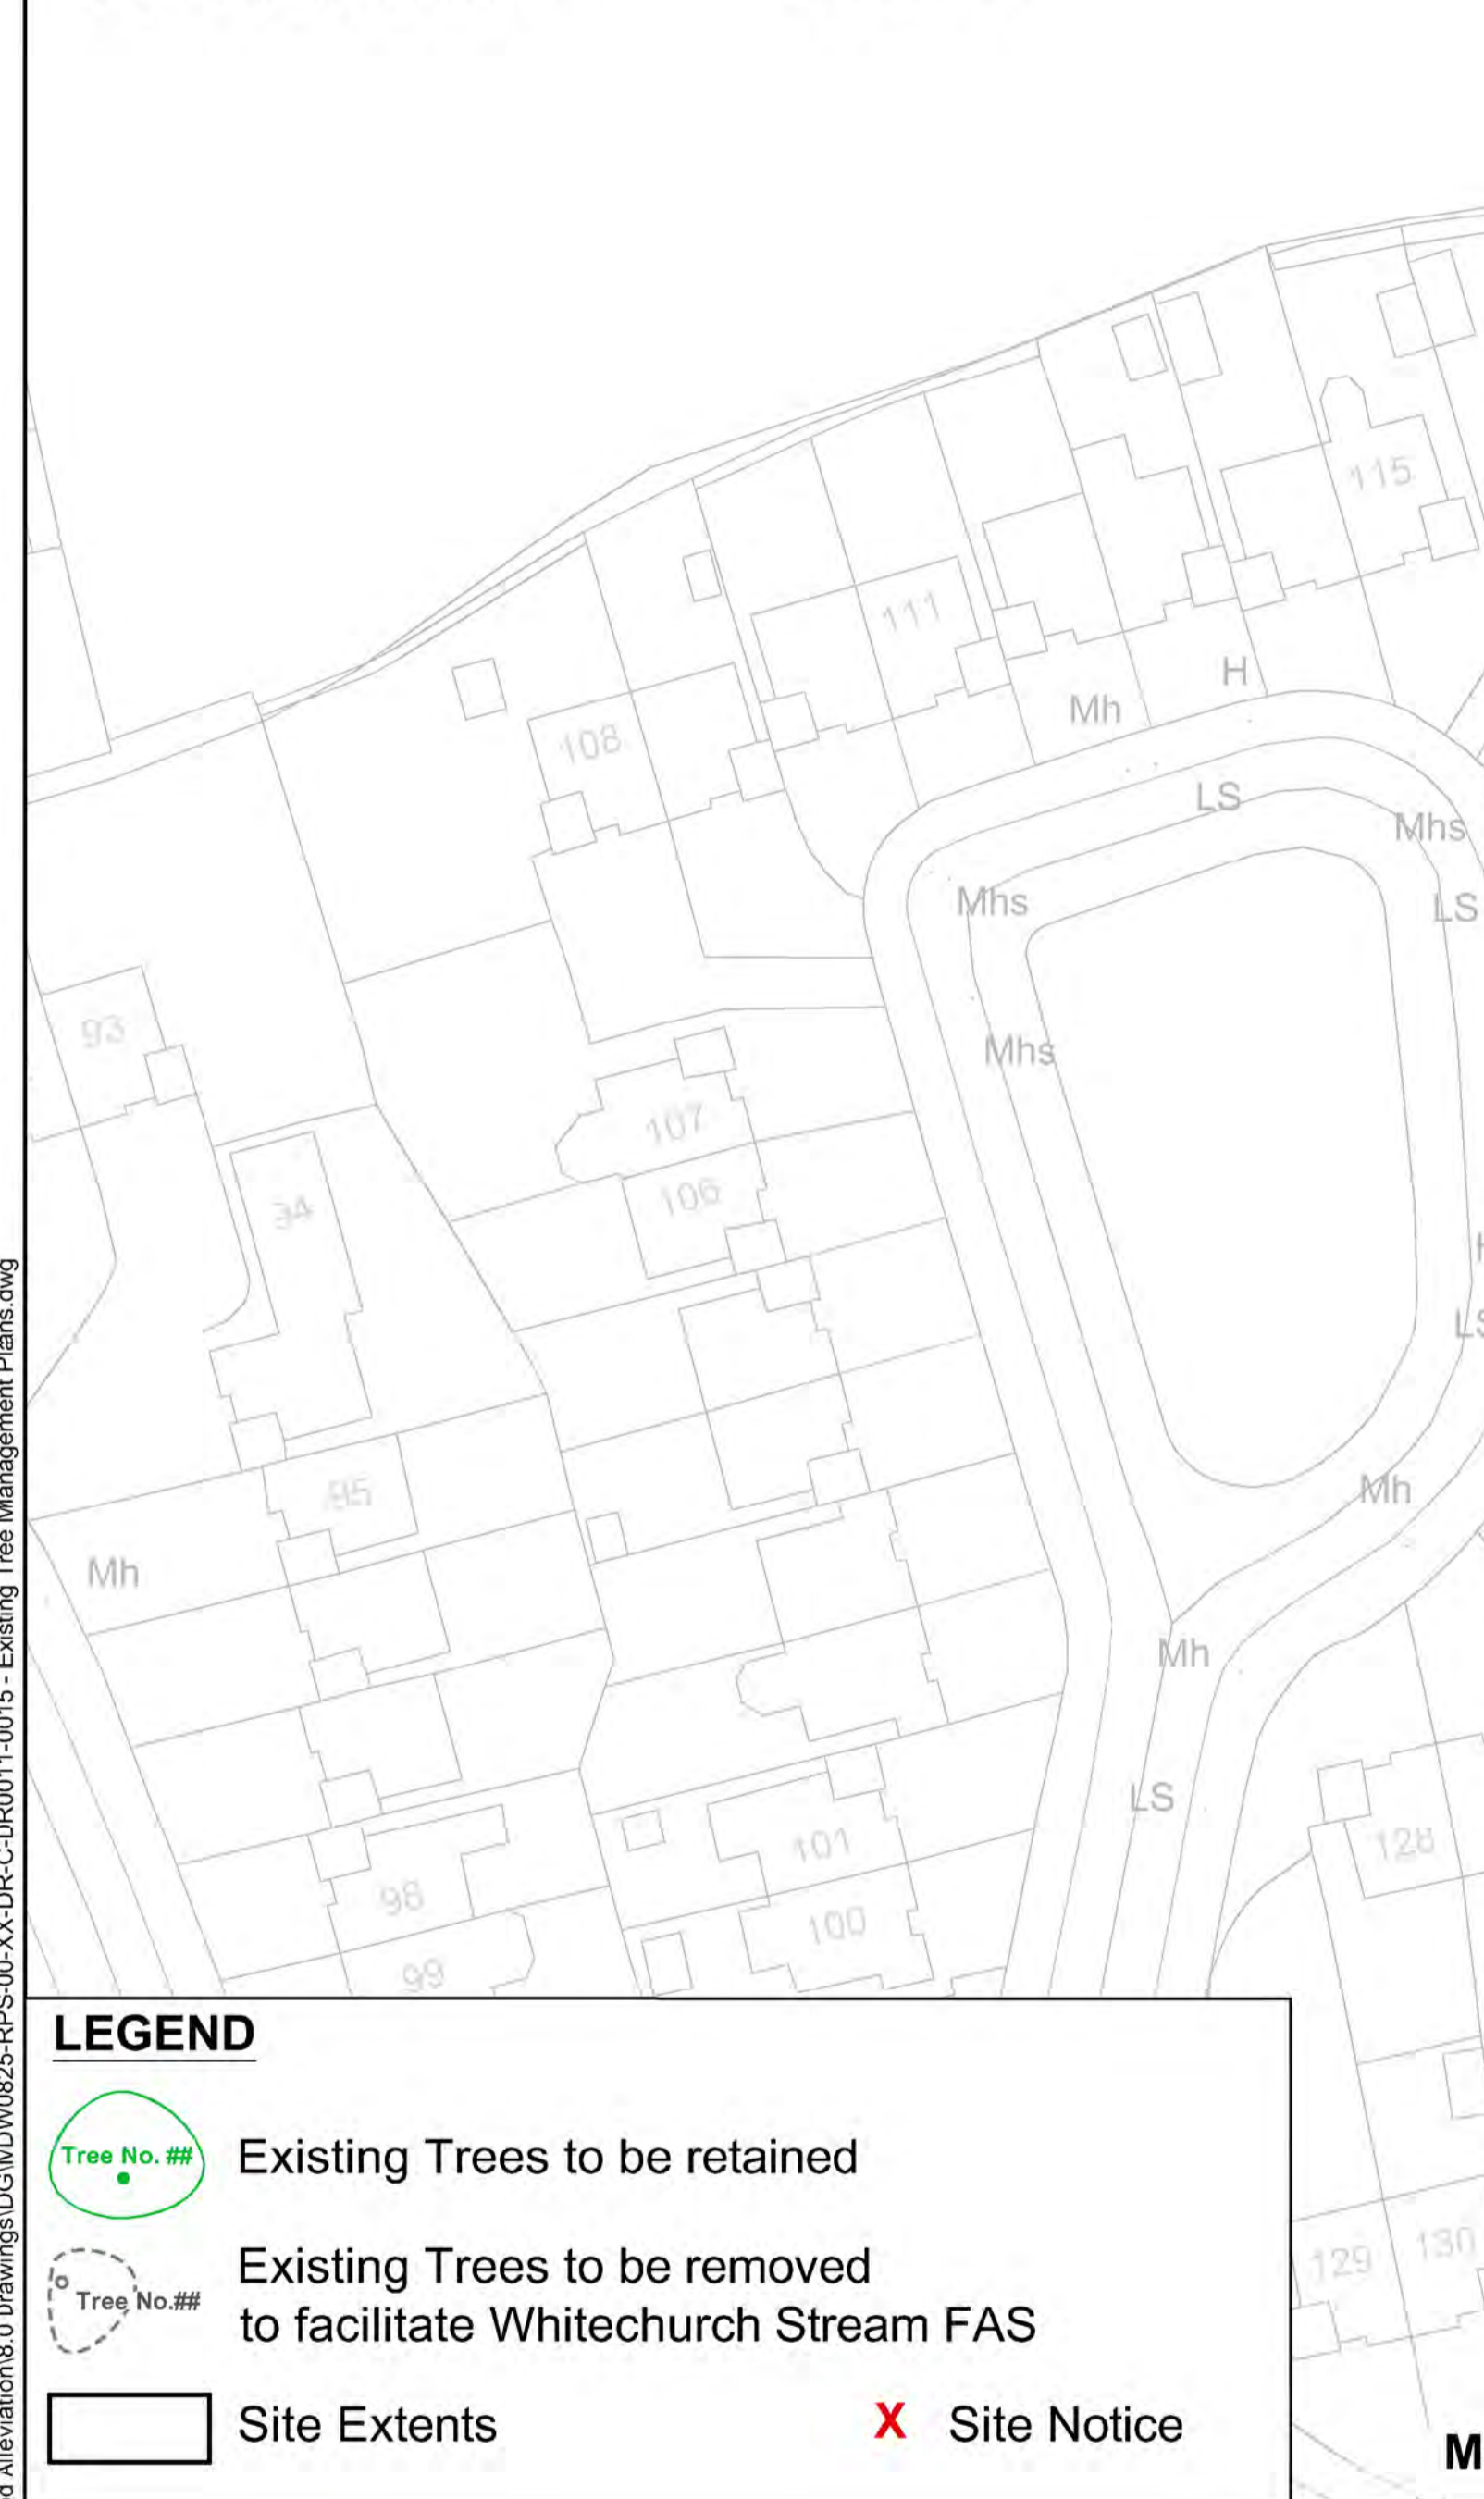 115
111
H
Mh
108
LS
Mhs
Mhs
LS
93
Mhs
107
106
94
95
Mh
Mh
Mh
LS
101
128
98
100
99
LEGEND
Tree No. ##
Existing Trees to be retained
Existing Trees to be removed
Tree No.##
to facilitate Whitechurch Stream FAS
129
130
Site Extents
X Site Notice
M
Alleviation\8.0 Drawings\DG\MDW0825-RPS-00-XX-DR-C-DR0011-0015 - Existing Tree Management Plans.dwg